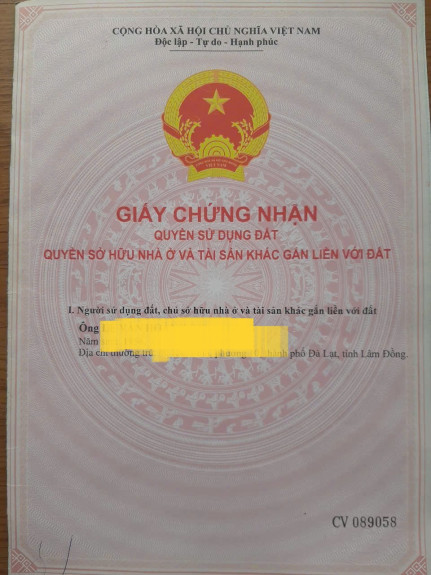 CỘNG HÒA XÃ HỘI CHỦ NGHĨA VIỆT NAM
Độc lập - Tự do - Hạnh phúc
GIẤY CHỨNG NHẬN
QUYỀN SỬ DỤNG ĐẤT
QUYỀN SỞ HỮU NHÀ Ở VÀ TÀI SẢN KHÁC GẮN LIỀN VỚI ĐẤT
I. Người sử dụng đất, chủ sở hữu nhà ở và tài sản khác gắn liền với đất
Ông
Năm
Địa chỉ thường phố Đà Lạt, tỉnh Lâm Đồng.
CV 089058